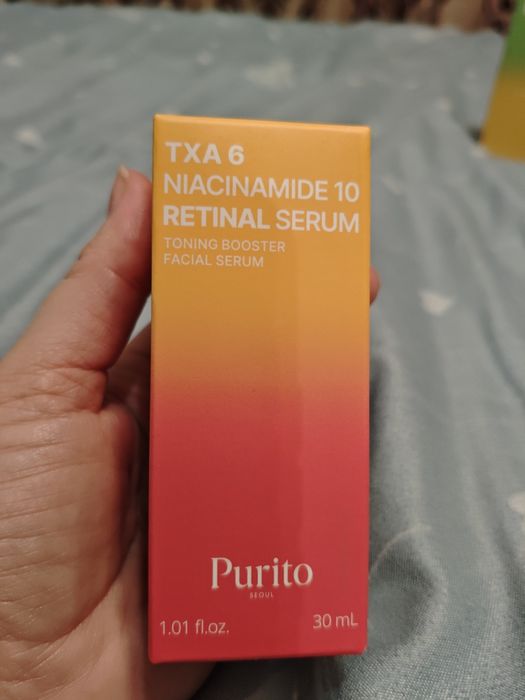 TXA 6
NIACINAMIDE 10
RETINAL SERUM
TONING BOOSTER
FACIAL SERUM
Purito
SEOUL
1.01 fl.oz. 30 mL